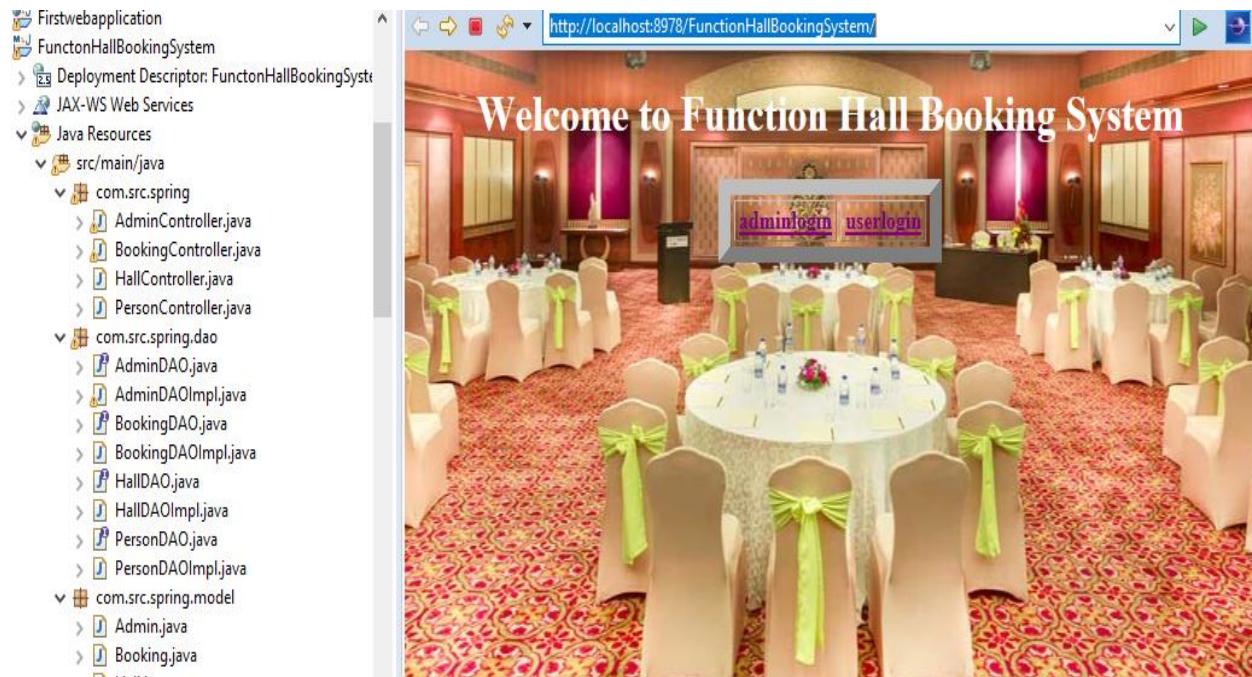 Firstwebapplication
FunctonHallBookingSystem
Deployment Descriptor: FunctonHallBookingSyste
JAX-WS Web Services
Java Resources
src/main/java
com.src.spring
AdminController.java
BookingController.java
HallController.java
PersonController.java
com.src.spring.dao
AdminDAO.java
AdminDAOImpl.java
BookingDAO.java
BookingDAOImpl.java
HallDAO.java
HallDAOImpl.java
PersonDAO.java
PersonDAOImpl.java
com.src.spring.model
Admin.java
Booking.java
http://localhost:8978/FunctionHallBookingSystem/
Welcome to Function Hall Booking System
adminlogin userlogin